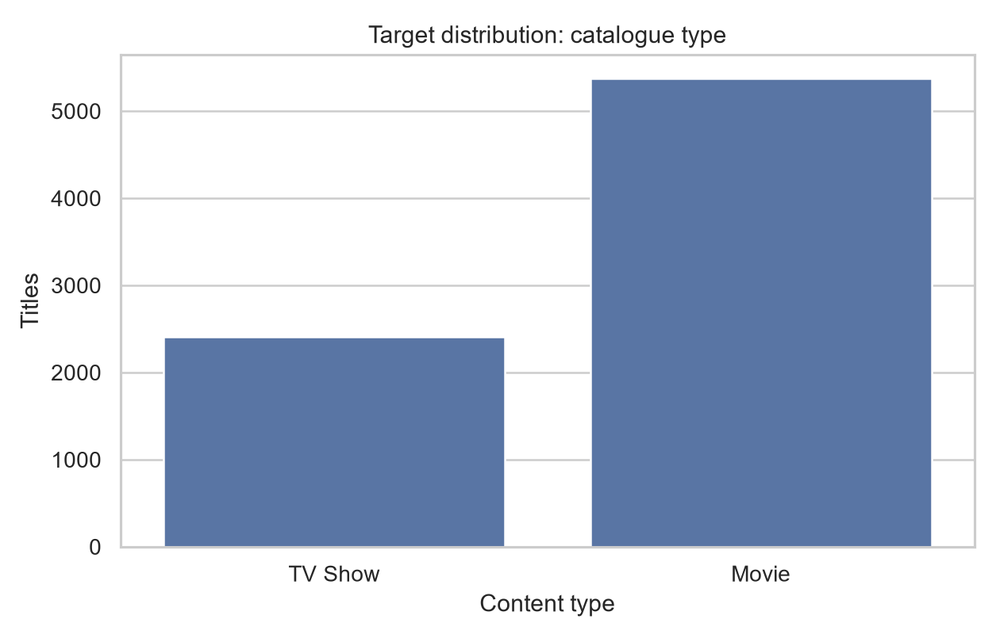 Target distribution: catalogue type
Titles
5000
4000
3000
2000
1000
0
TV Show
Movie
Content type